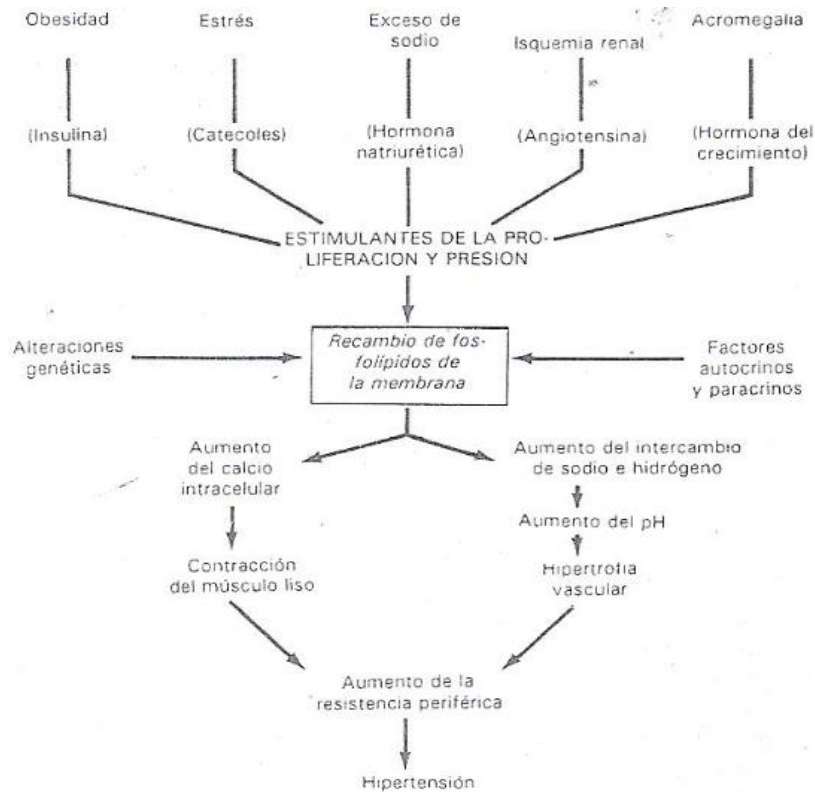 Obesidad
Estrés
Exceso de
sodio
Isquemia renal
Acromegalia
(Insulina)
(Catecoles)
(Hormona
natriurética)
(Angiotensina)
(Hormona del
crecimiento)
ESTIMULANTES DE LA PRO-
LIFERACION Y PRESION
Alteraciones
genéticas
Recambio de fos-
folípidos de
la membrana
Factores
autocrinos
y paracrinos
Aumento
del calcio
intracelular
Aumento del intercambio
de sodio e hidrógeno
Aumento del pH
Contracción
del músculo liso
Hipertrofia
vascular
Aumento de la
resistencia periférica
Hipertensión